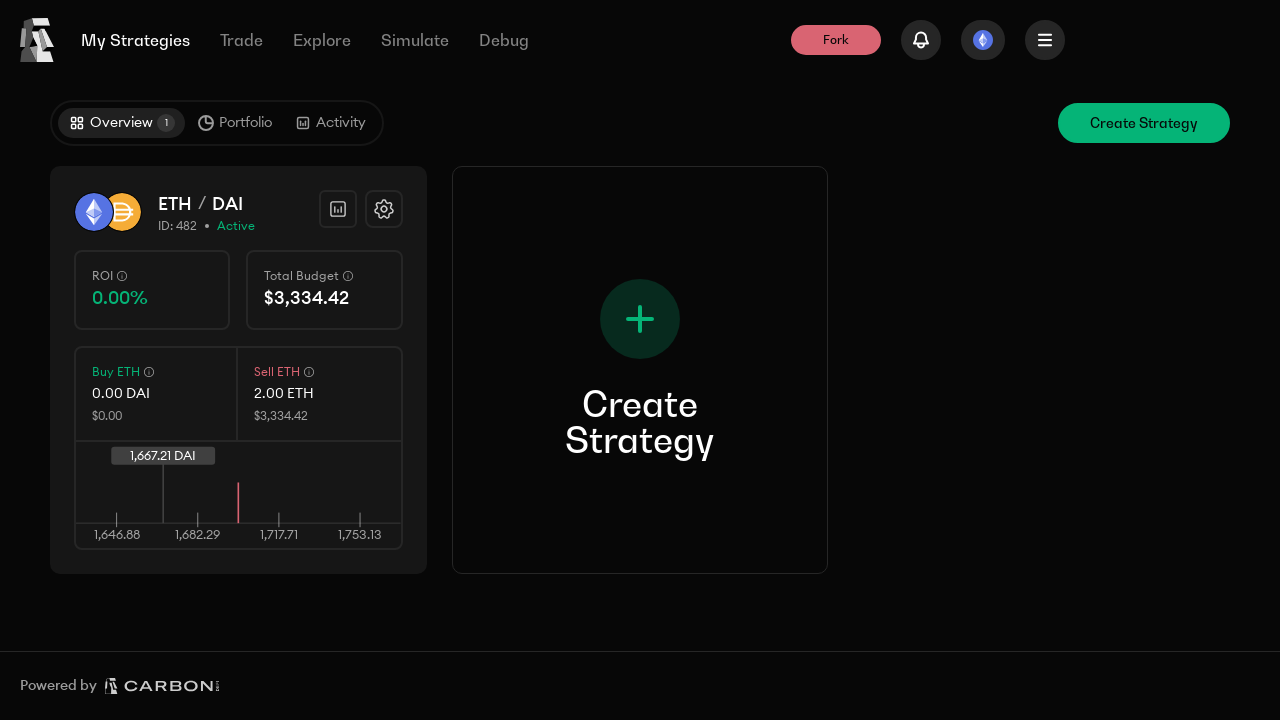 My Strategies Trade Explore Simulate Debug Fork
Overview 1 Portfolio Activity Create Strategy
ETH / DAI
ID: 482 • Active
ROI Total Budget
0.00% $3,334.42
Buy ETH Sell ETH
0.00 DAI 2.00 ETH
$0.00 $3,334.42
1,667.21 DAI
1,646.88 1,682.29 1,717.71 1,753.13
Create
Strategy
Powered by CARBON